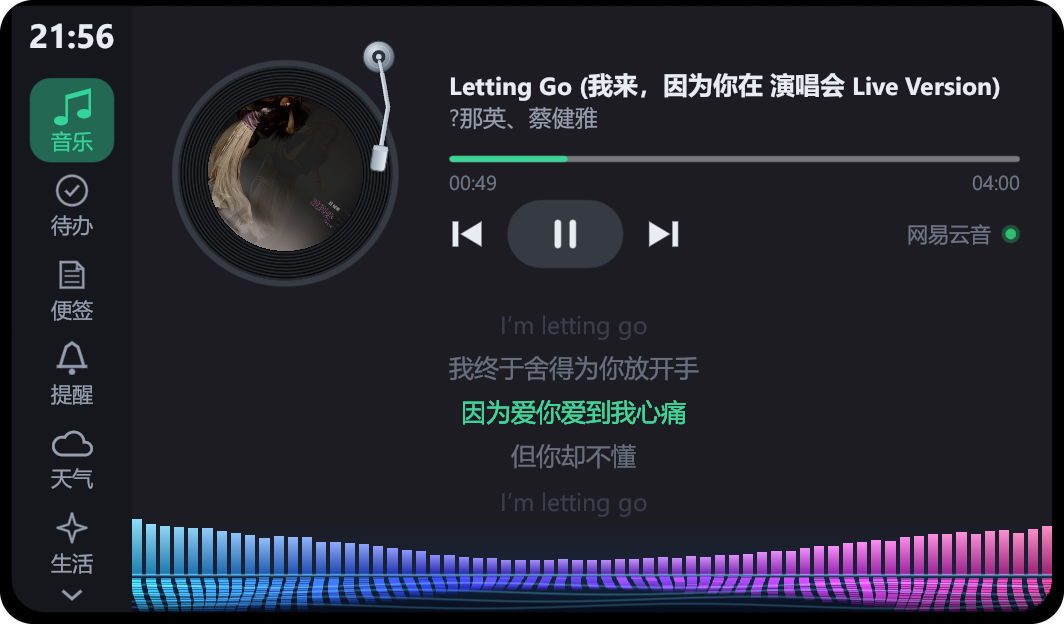 21:56
音乐
待办
便签
提醒
天气
生活
Letting Go (我来，因为你在 演唱会 Live Version)
?那英、蔡健雅
00:49
04:00
网易云音
I'm letting go
我终于舍得为你放开手
因为爱你爱到我心痛
但你却不懂
I'm letting go